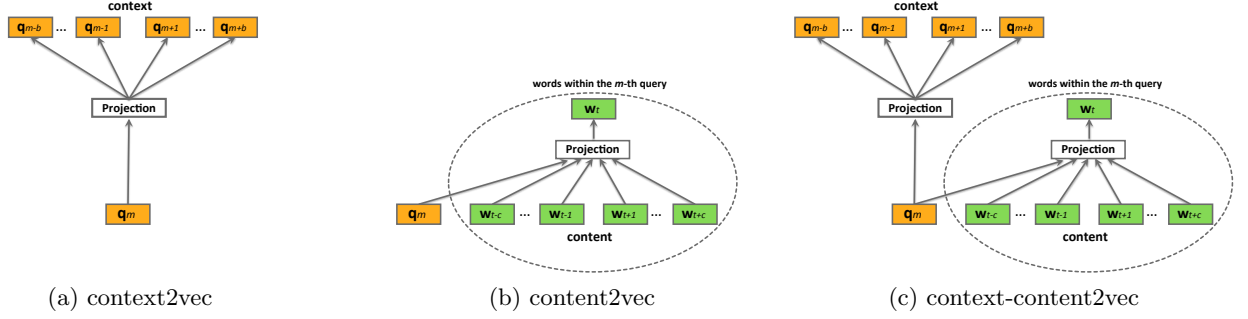 context
qm-b ... qm-1 qm+1 ... qm+b
Projection
qm
(a) context2vec
words within the m-th query
wt
Projection
qm wt-c ... wt-1 wt+1 ... wt+c
content
(b) content2vec
context
qm-b ... qm-1 qm+1 ... qm+b
words within the m-th query
Projection
wt
Projection
qm wt-c ... wt-1 wt+1 ... wt+c
content
(c) context-content2vec